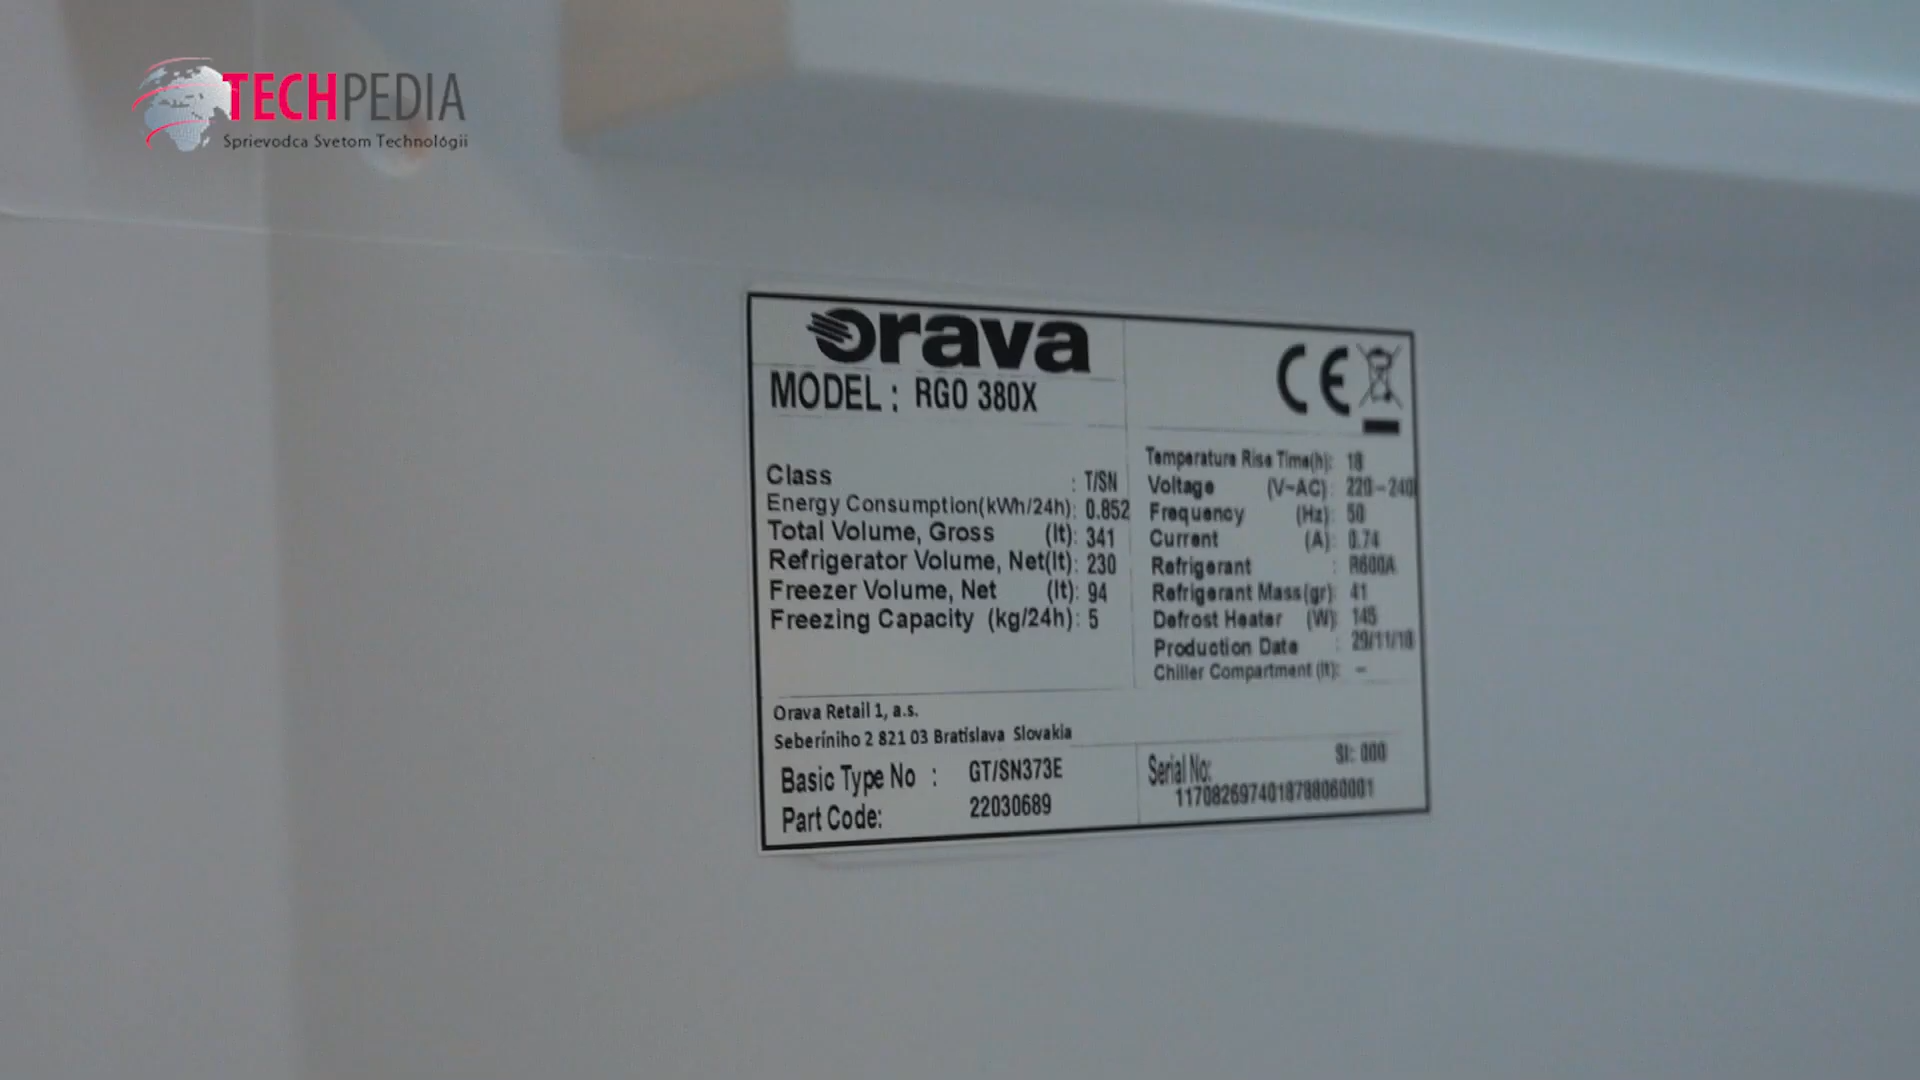 TECHPEDIA
Sprievodca Svetom Technológii
orava
MODEL : RGO 380X
CE
Class : T/SN
Energy Consumption(kWh/24h): 0.852
Total Volume, Gross (lt): 341
Refrigerator Volume, Net(lt): 230
Freezer Volume, Net (lt): 94
Freezing Capacity (kg/24h): 5
Temperature Rise Time(h): 18
Voltage (V~AC) : 220-240
Frequency (Hz): 50
Current (A): 0.74
Refrigerant : R600A
Refrigerant Mass(gr): 41
Defrost Heater (W): 145
Production Date : 29/11/18
Chiller Compartment (lt): -
Orava Retail 1, a.s.
Seberíniho 2 821 03 Bratislava Slovakia
Basic Type No : GT/SN373E
Part Code: 22030689
SI: 000
Serial No:
1170826974018788060001